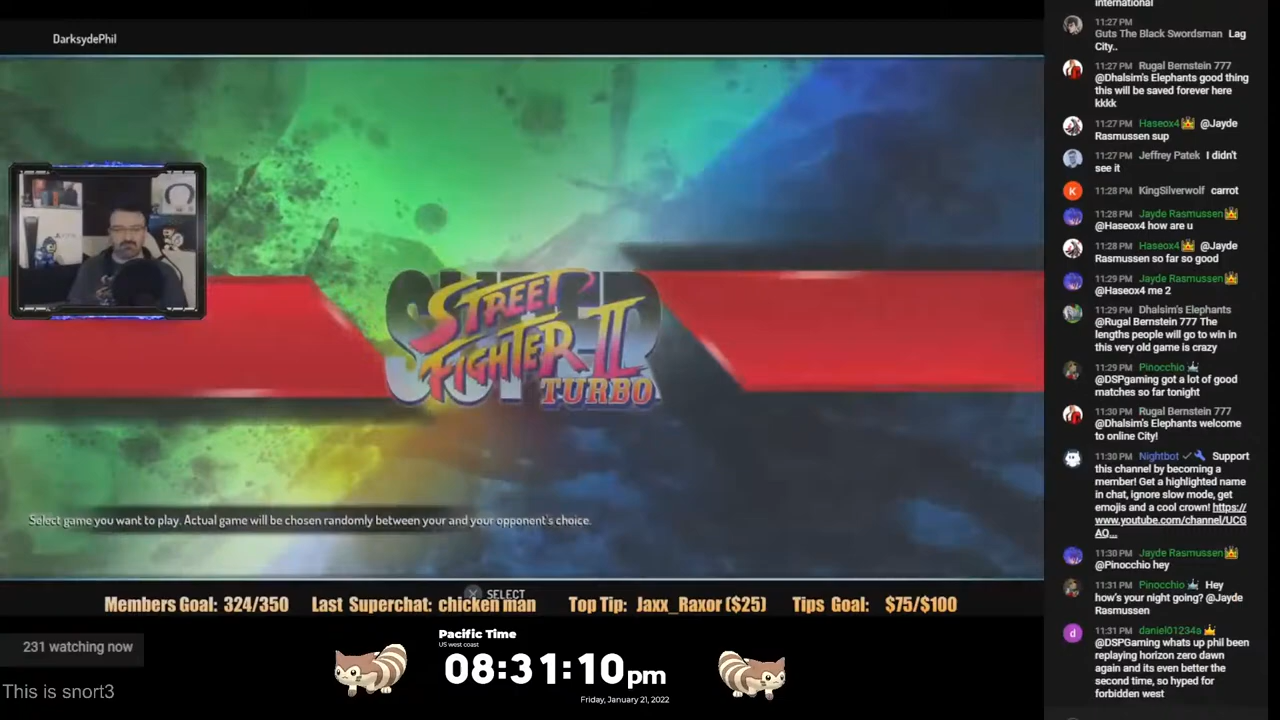 DarksydePhil
SUPER
STREET
FIGHTER II
TURBO
Select game you want to play. Actual game will be chosen randomly between your and your opponent's choice.
SELECT
Members Goal: 324/350 Last Superchat: chicken man Top Tip: Jaxx_Raxor ($25) Tips Goal: $75/$100
231 watching now
This is snort3
Pacific Time
US west coast
08:31:10pm
Friday, January 21, 2022
international
11:27 PM
Guts The Black Swordsman Lag
City..
11:27 PM Rugal Bernstein 777
@Dhalsim's Elephants good thing
this will be saved forever here
kkkk
11:27 PM Haseox4 @Jayde
Rasmussen sup
11:27 PM Jeffrey Patek I didn't
see it
11:28 PM KingSilverwolf carrot
11:28 PM Jayde Rasmussen
@Haseox4 how are u
11:28 PM Haseox4 @Jayde
Rasmussen so far so good
11:29 PM Jayde Rasmussen
@Haseox4 me 2
11:29 PM Dhalsim's Elephants
@Rugal Bernstein 777 The
lengths people will go to win in
this very old game is crazy
11:29 PM Pinocchio
@DSPgaming got a lot of good
matches so far tonight
11:30 PM Rugal Bernstein 777
@Dhalsim's Elephants welcome
to online City!
11:30 PM Nightbot Support
this channel by becoming a
member! Get a highlighted name
in chat, ignore slow mode, get
emojis and a cool crown! https://
www.youtube.com/channel/UCG
AQ...
11:30 PM Jayde Rasmussen
@Pinocchio hey
11:31 PM Pinocchio Hey
how's your night going? @Jayde
Rasmussen
11:31 PM daniel01234a
@DSPGaming whats up phil been
replaying horizon zero dawn
again and its even better the
second time, so hyped for
forbidden west